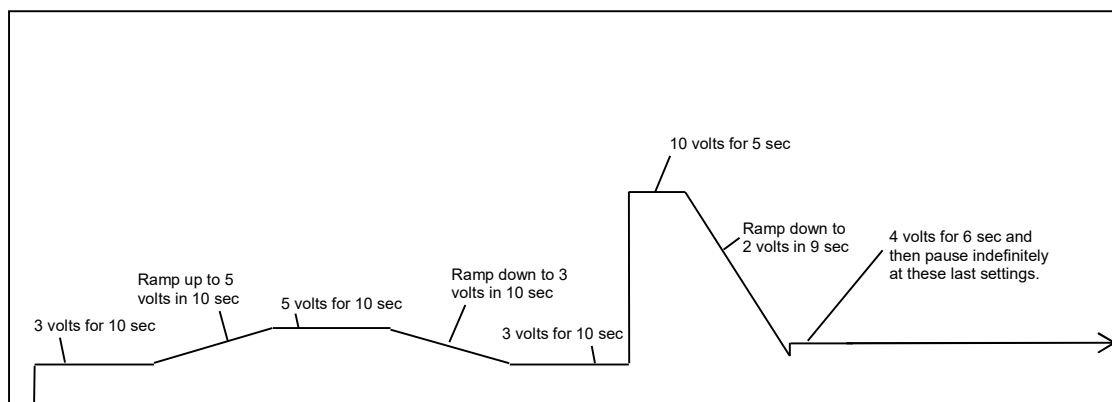 3 volts for 10 sec
Ramp up to 5
volts in 10 sec
5 volts for 10 sec
Ramp down to 3
volts in 10 sec
3 volts for 10 sec
10 volts for 5 sec
Ramp down to
2 volts in 9 sec
4 volts for 6 sec and
then pause indefinitely
at these last settings.